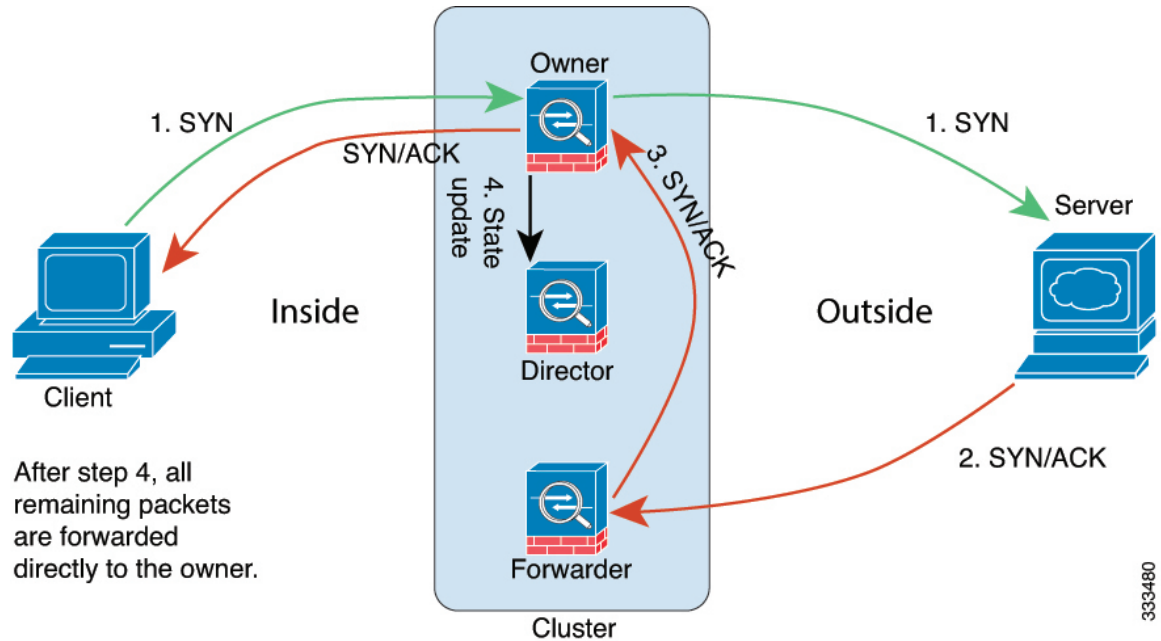 Owner
1. SYN
1. SYN
SYN/ACK
3. SYN/ACK
4. State
update
Server
Inside
Outside
Director
Client
2. SYN/ACK
After step 4, all
remaining packets
are forwarded
directly to the owner.
Forwarder
333480
Cluster